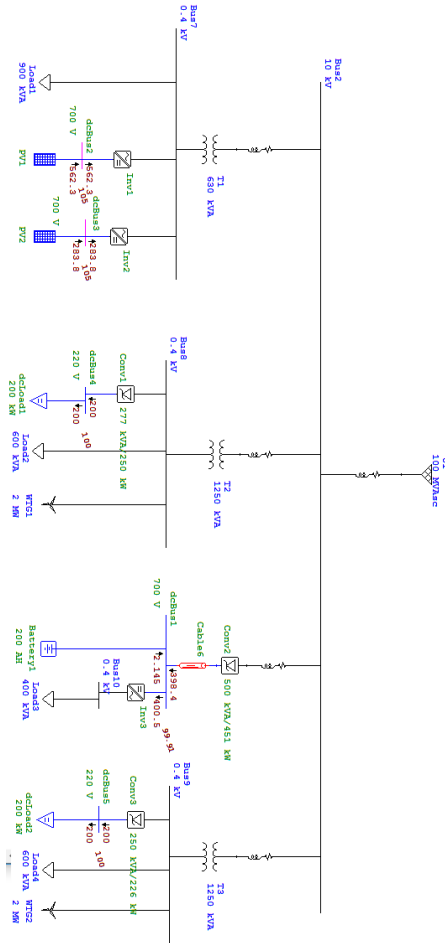 100 MVAsc
Bus2
10 kV
Bus7
0.4 kV
T1
630 kVA
Load1
900 kVA
dcBus2
700 V
562.3
562.3
105
Inv1
PV1
dcBus3
700 V
283.8
283.8
105
Inv2
PV2
Bus8
0.4 kV
T2
1250 kVA
Conv1
277 kVA/250 kW
dcBus4
220 V
200
200
100
dcLoad1
200 kW
Load2
600 kVA
WTG1
2 MW
Conv2
500 kVA/451 kW
Cable6
dcBus1
700 V
398.4
2.145
400.5
99.91
Battery1
200 AH
Bus10
0.4 kV
Inv3
Load3
400 kVA
Bus9
0.4 kV
T3
1250 kVA
Conv3
250 kVA/226 kW
dcBus5
220 V
200
200
100
dcLoad2
200 kW
Load4
600 kVA
WTG2
2 MW